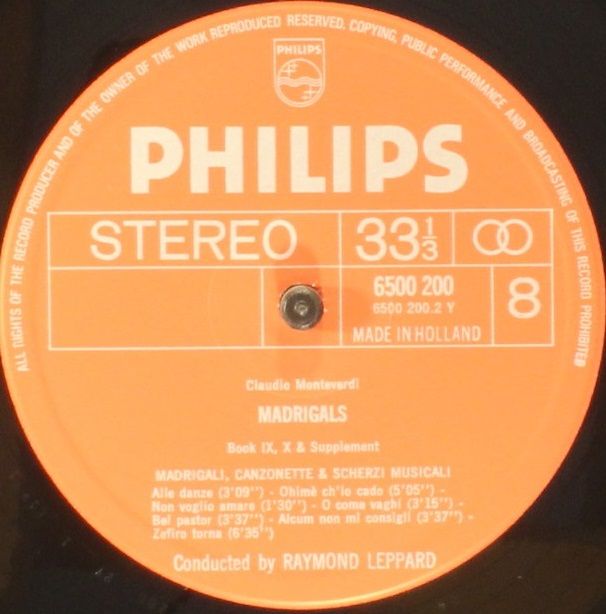 ALL RIGHTS OF THE RECORD PRODUCER AND OF THE OWNER OF THE WORK REPRODUCED RESERVED. COPYING, PUBLIC PERFORMANCE AND BROADCASTING OF THIS RECORD PROHIBITED
PHILIPS
PHILIPS
STEREO 33 1/3
6500 200 8
6500 200.2 Y
MADE IN HOLLAND
Claudio Monteverdi
MADRIGALS
Book IX, X & Supplement
MADRIGALI, CANZONETTE & SCHERZI MUSICALI
Alle danze (3'09'') - Ohimè ch'io cado (5'05'') -
Non voglio amare (1'30'') - O come vaghi (3'15'') -
Bel pastor (3'37'') - Alcum non mi consigli (3'37'') -
Zefiro torna (6'35'')
Conducted by RAYMOND LEPPARD